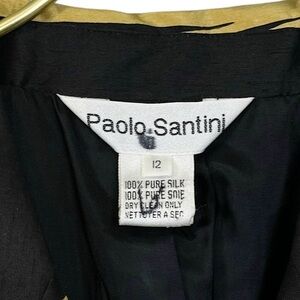 Paolo Santini
12
100% PURE SILK
100% PURE SOIE
DRY CLEAN ONLY
NETTOYER A SEC